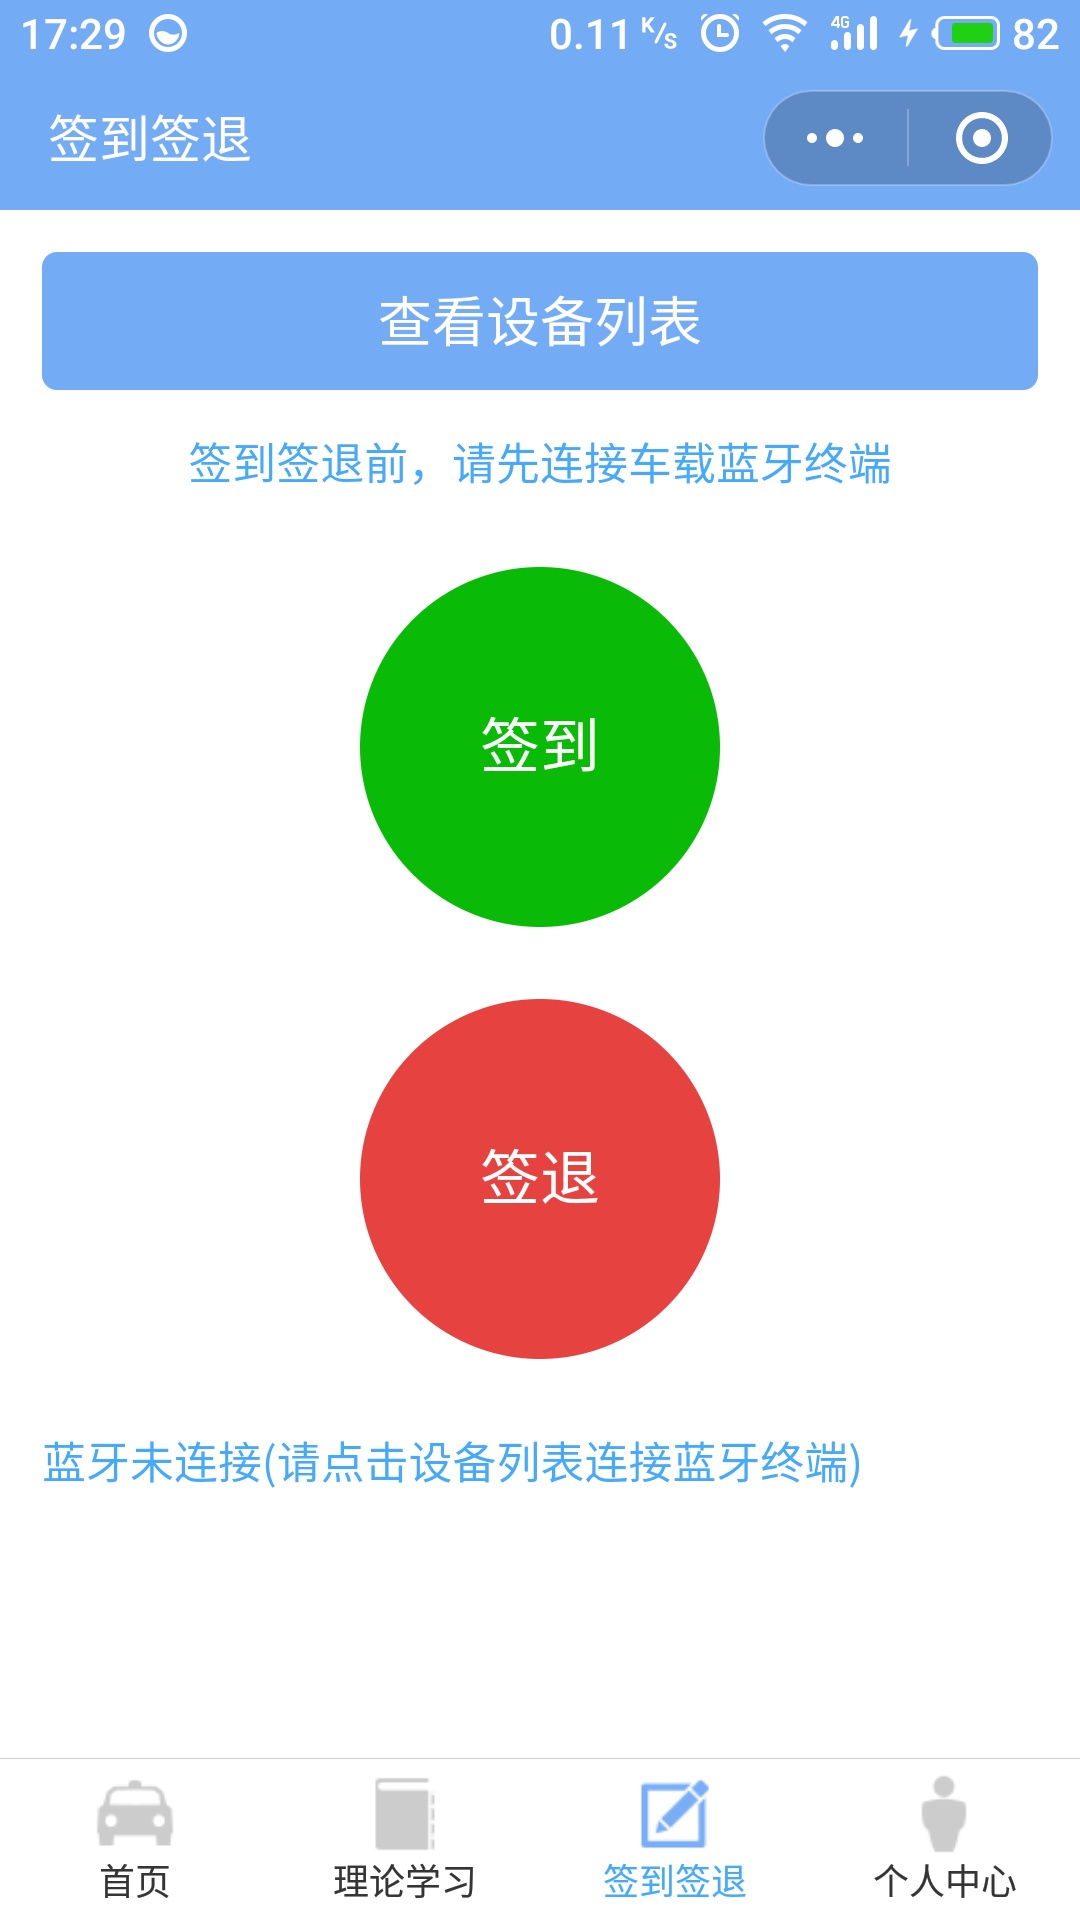 17:29 0.11 K/s 4G 82
签到签退
查看设备列表
签到签退前，请先连接车载蓝牙终端
签到
签退
蓝牙未连接(请点击设备列表连接蓝牙终端)
首页 理论学习 签到签退 个人中心